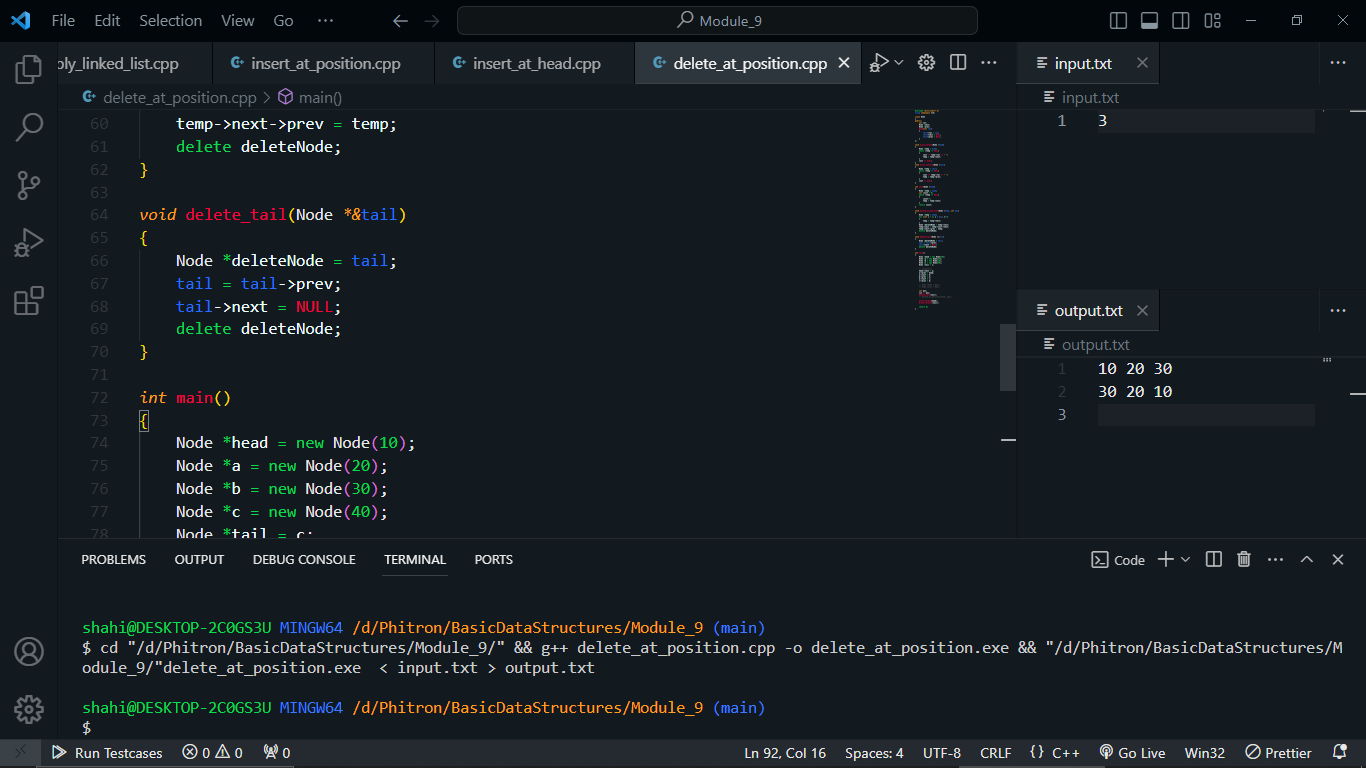 File Edit Selection View Go ··· Module_9
ply_linked_list.cpp insert_at_position.cpp insert_at_head.cpp delete_at_position.cpp
delete_at_position.cpp > main()
60 temp->next->prev = temp;
61 delete deleteNode;
62 }
63
64 void delete_tail(Node *&tail)
65 {
66 Node *deleteNode = tail;
67 tail = tail->prev;
68 tail->next = NULL;
69 delete deleteNode;
70 }
71
72 int main()
73 {
74 Node *head = new Node(10);
75 Node *a = new Node(20);
76 Node *b = new Node(30);
77 Node *c = new Node(40);
78 Node *tail = c;
input.txt
input.txt
1 3
output.txt
output.txt
1 10 20 30
2 30 20 10
3
PROBLEMS OUTPUT DEBUG CONSOLE TERMINAL PORTS Code
shahi@DESKTOP-2C0GS3U MINGW64 /d/Phitron/BasicDataStructures/Module_9 (main)
$ cd "/d/Phitron/BasicDataStructures/Module_9/" && g++ delete_at_position.cpp -o delete_at_position.exe && "/d/Phitron/BasicDataStructures/M
odule_9/"delete_at_position.exe < input.txt > output.txt
shahi@DESKTOP-2C0GS3U MINGW64 /d/Phitron/BasicDataStructures/Module_9 (main)
$
Run Testcases 0 0 0 Ln 92, Col 16 Spaces: 4 UTF-8 CRLF {} C++ Go Live Win32 Prettier